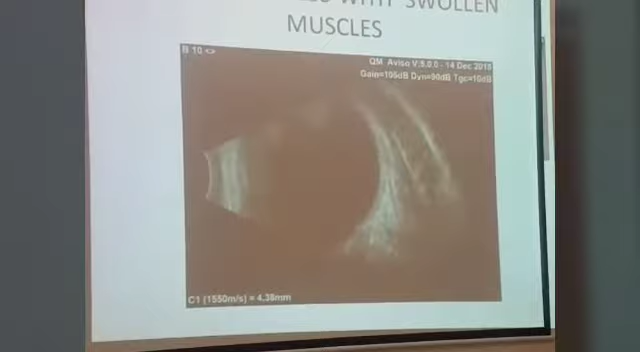 WITH SWOLLEN
MUSCLES
B 10
QM Aviso V:5.0.0 - 14 Dec
Gain=105dB Dyn=90dB Tgc=10dB
C1 (1550m/s) = 4.38mm